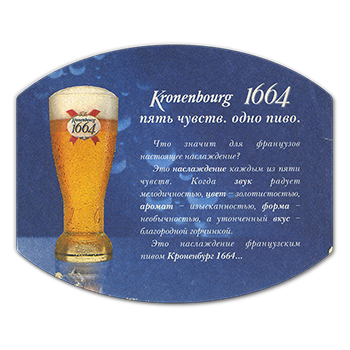 Kronenbourg 1664
пять чувств. одно пиво.
Что значит для французов
настоящее наслаждение?
Это наслаждение каждым из пяти
чувств. Когда звук радует
мелодичностью, цвет – золотистостью,
аромат – изысканностью, форма –
необычностью, а утонченный вкус –
благородной горчинкой.
Это наслаждение французским
пивом Кроненбург 1664...
Kronenbourg
1664